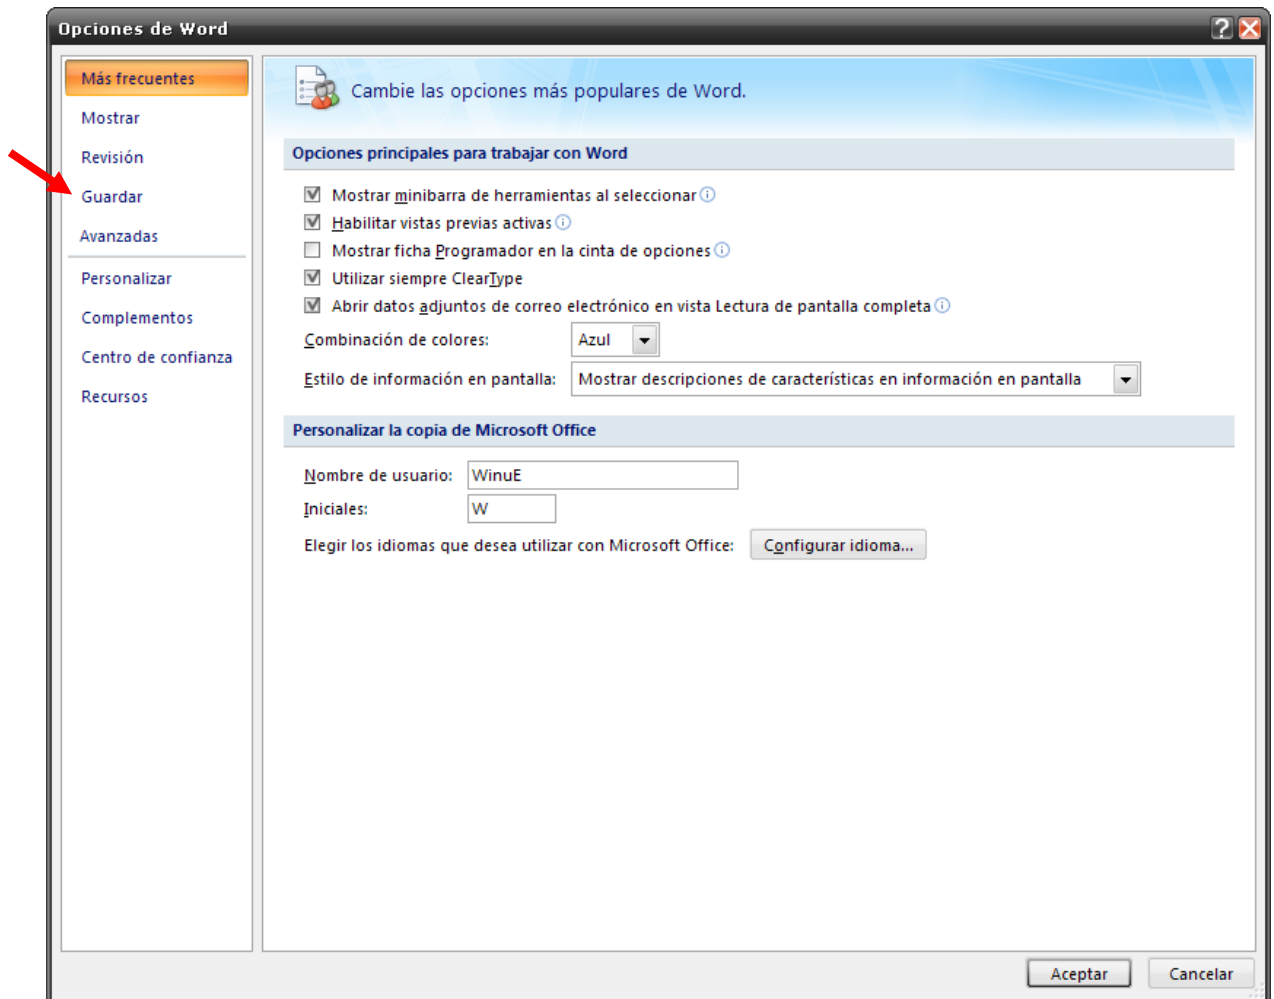 Opciones de Word
Más frecuentes
Mostrar
Revisión
Guardar
Avanzadas
Personalizar
Complementos
Centro de confianza
Recursos
Cambie las opciones más populares de Word.
Opciones principales para trabajar con Word
Mostrar minibarra de herramientas al seleccionar
Habilitar vistas previas activas
Mostrar ficha Programador en la cinta de opciones
Utilizar siempre ClearType
Abrir datos adjuntos de correo electrónico en vista Lectura de pantalla completa
Combinación de colores: Azul
Estilo de información en pantalla: Mostrar descripciones de características en información en pantalla
Personalizar la copia de Microsoft Office
Nombre de usuario: WinuE
Iniciales: W
Elegir los idiomas que desea utilizar con Microsoft Office: Configurar idioma...
Aceptar Cancelar